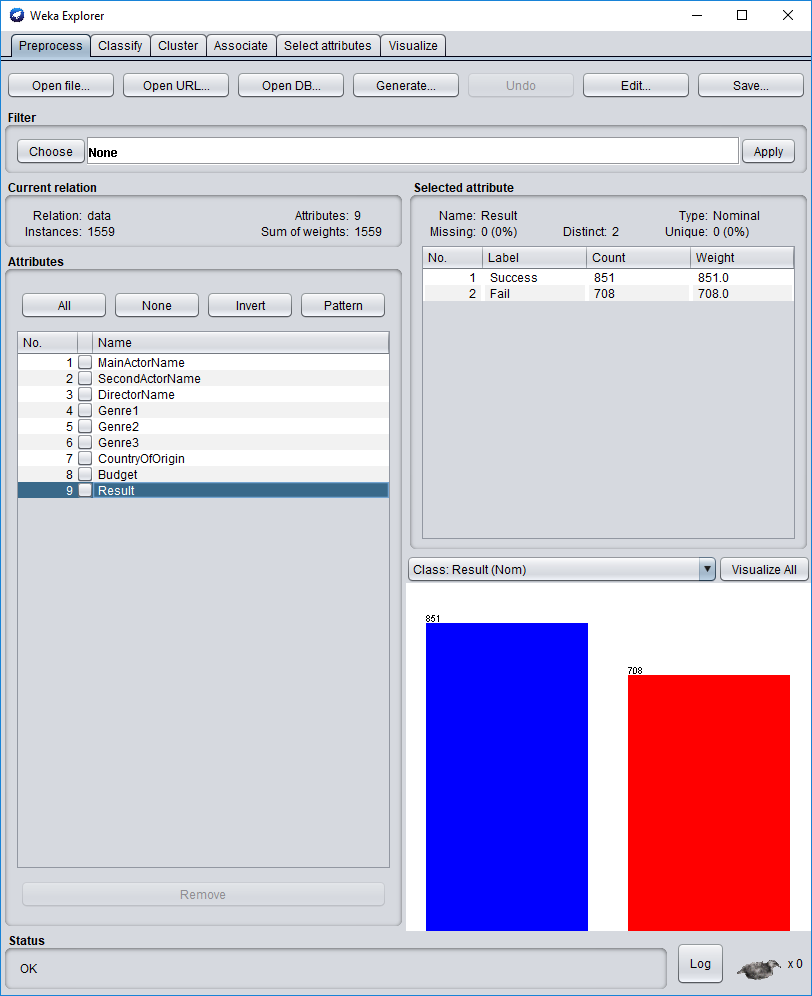 Weka Explorer
Preprocess Classify Cluster Associate Select attributes Visualize
Open file... Open URL... Open DB... Generate... Undo Edit... Save...
Filter
Choose None Apply
Current relation
Relation: data Attributes: 9
Instances: 1559 Sum of weights: 1559
Attributes
All None Invert Pattern
No. Name
1 MainActorName
2 SecondActorName
3 DirectorName
4 Genre1
5 Genre2
6 Genre3
7 CountryOfOrigin
8 Budget
9 Result
Remove
Selected attribute
Name: Result Type: Nominal
Missing: 0 (0%) Distinct: 2 Unique: 0 (0%)
No. Label Count Weight
1 Success 851 851.0
2 Fail 708 708.0
Class: Result (Nom) Visualize All
851
708
Status
OK
Log x 0